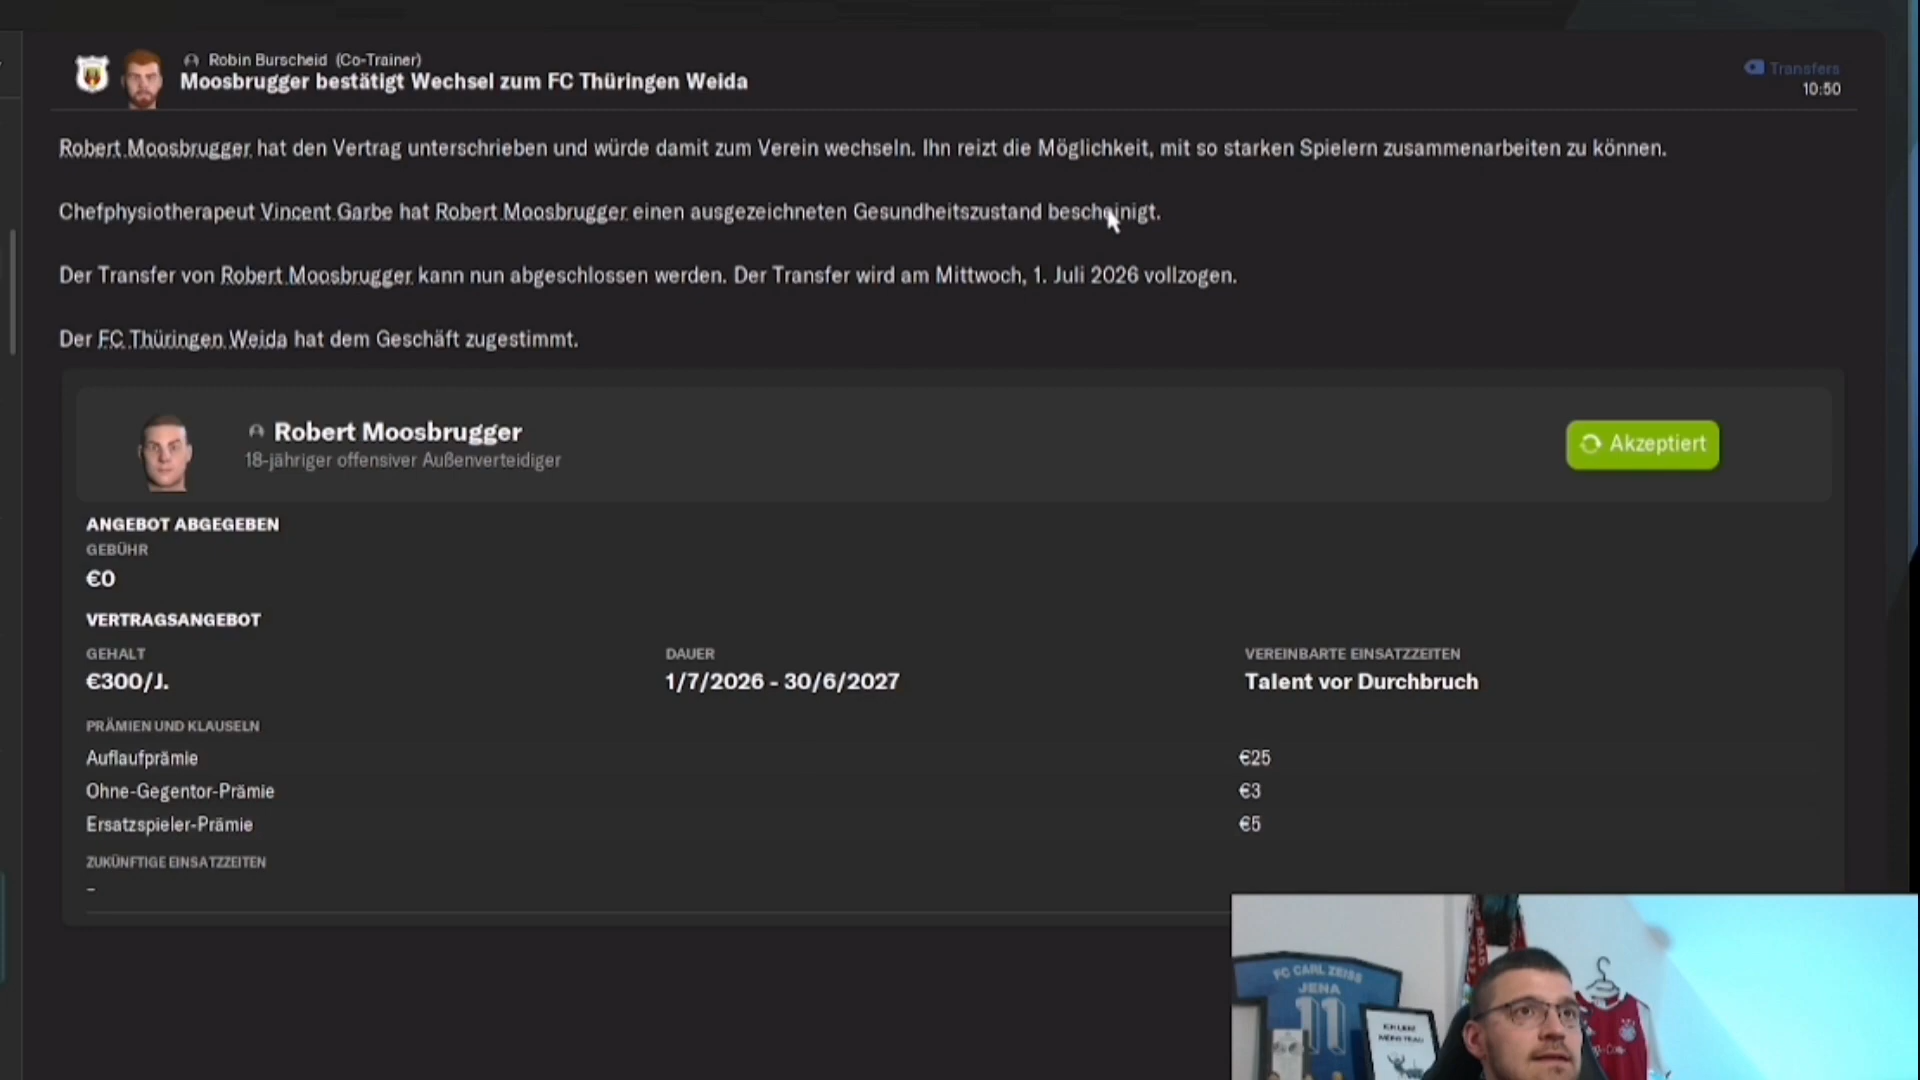 Robin Burscheid (Co-Trainer)
Moosbrugger bestätigt Wechsel zum FC Thüringen Weida
Transfers
10:50
Robert Moosbrugger hat den Vertrag unterschrieben und würde damit zum Verein wechseln. Ihn reizt die Möglichkeit, mit so starken Spielern zusammenarbeiten zu können.
Chefphysiotherapeut Vincent Garbe hat Robert Moosbrugger einen ausgezeichneten Gesundheitszustand bescheinigt.
Der Transfer von Robert Moosbrugger kann nun abgeschlossen werden. Der Transfer wird am Mittwoch, 1. Juli 2026 vollzogen.
Der FC Thüringen Weida hat dem Geschäft zugestimmt.
Robert Moosbrugger
18-jähriger offensiver Außenverteidiger
Akzeptiert
ANGEBOT ABGEGEBEN
GEBÜHR
€0
VERTRAGSANGEBOT
GEHALT
€300/J.
DAUER
1/7/2026 - 30/6/2027
VEREINBARTE EINSATZZEITEN
Talent vor Durchbruch
PRÄMIEN UND KLAUSELN
Auflaufprämie €25
Ohne-Gegentor-Prämie €3
Ersatzspieler-Prämie €5
ZUKÜNFTIGE EINSATZZEITEN
-
FC CARL ZEISS
JENA
11